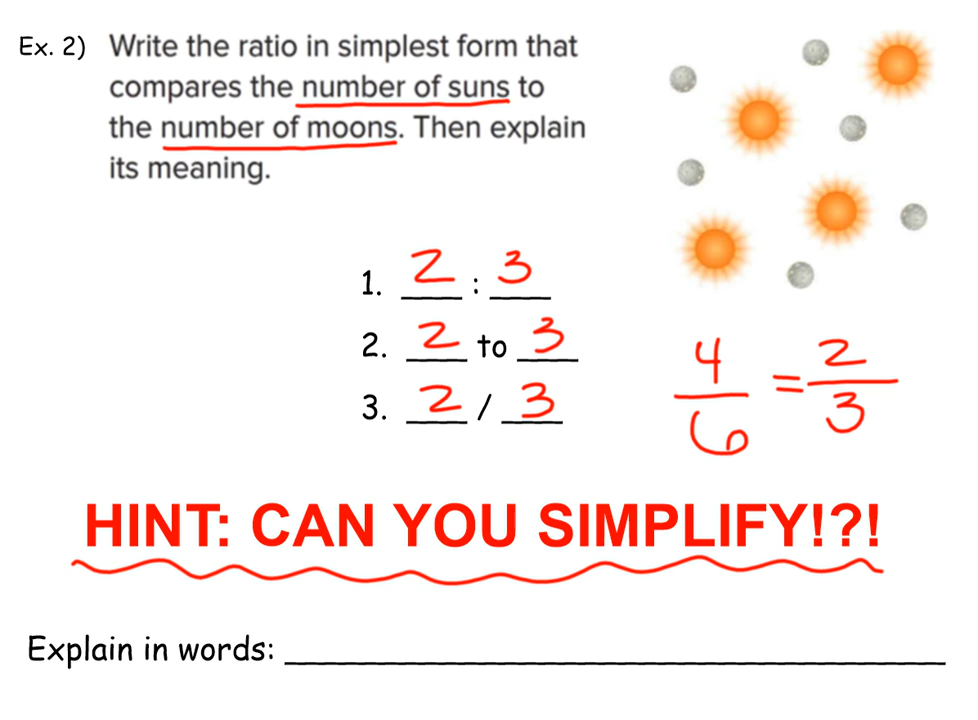 Ex. 2) Write the ratio in simplest form that
compares the number of suns to
the number of moons. Then explain
its meaning.
1. 2 : 3
2. 2 to 3
3. 2 / 3
4/6 = 2/3
HINT: CAN YOU SIMPLIFY!?!
Explain in words: ________________________________